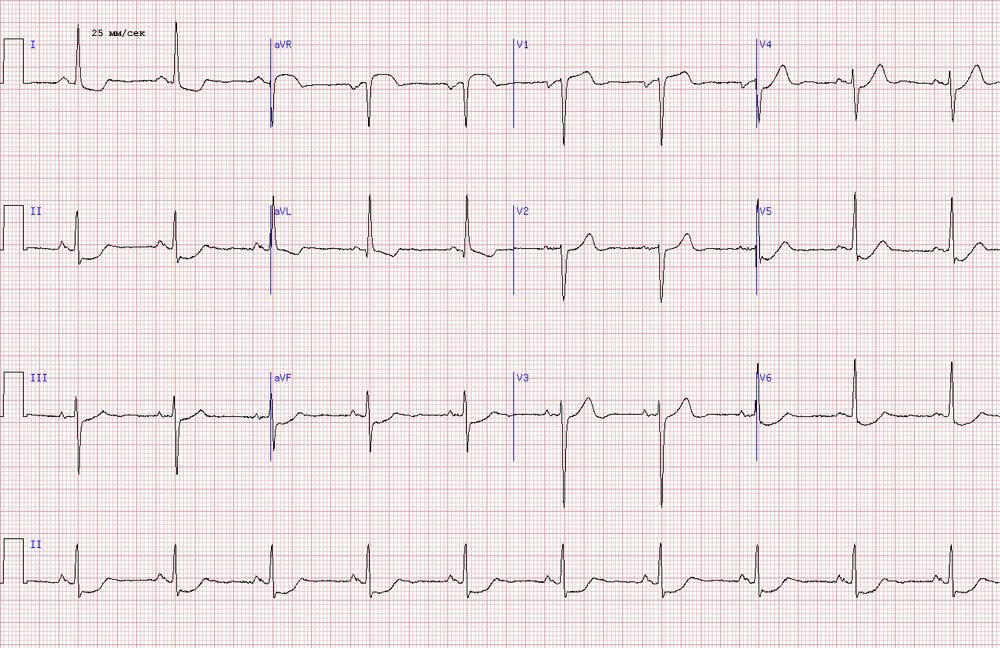 25 мм/сек
I aVR V1 V4
II aVL V2 V5
III aVF V3 V6
II